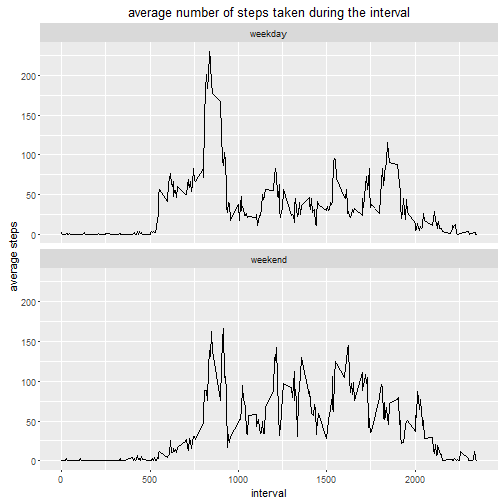 average number of steps taken during the interval
weekday
200
150
100
50
0
weekend
200
150
100
50
0
0 500 1000 1500 2000
interval
average steps